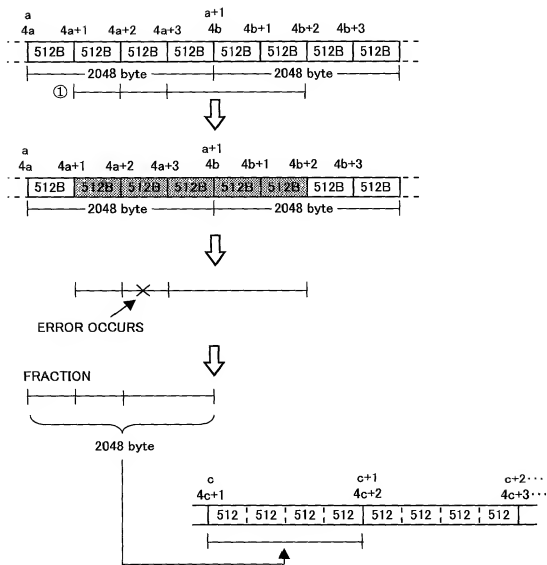 a a+1
4a 4a+1 4a+2 4a+3 4b 4b+1 4b+2 4b+3
512B 512B 512B 512B 512B 512B 512B 512B
2048 byte 2048 byte
①
a a+1
4a 4a+1 4a+2 4a+3 4b 4b+1 4b+2 4b+3
512B 512B 512B 512B 512B 512B 512B 512B
2048 byte 2048 byte
ERROR OCCURS
FRACTION
2048 byte
c c+1 c+2···
4c+1 4c+2 4c+3···
512 512 512 512 512 512 512 512